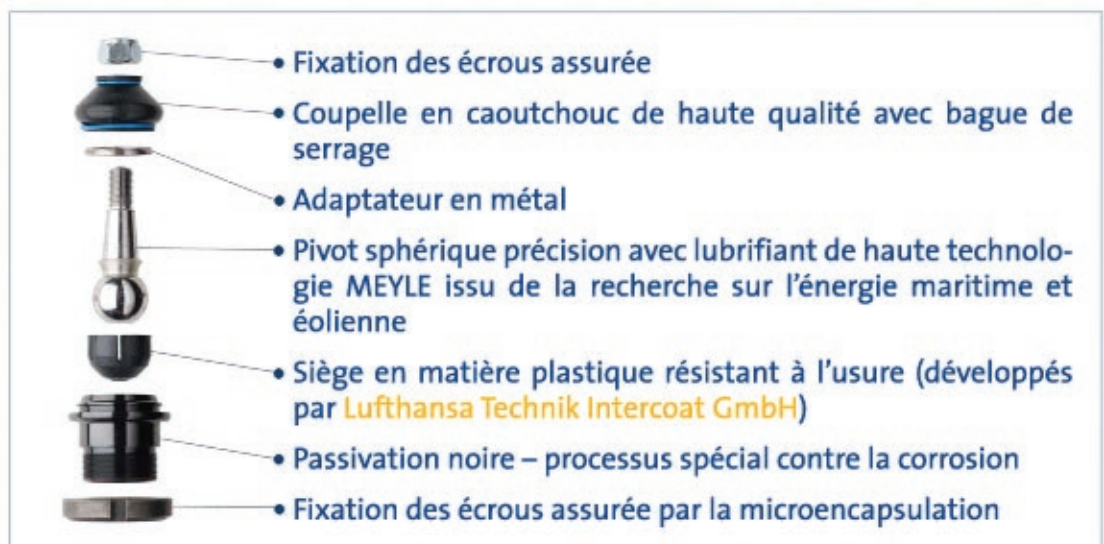 • Fixation des écrous assurée
• Coupelle en caoutchouc de haute qualité avec bague de
serrage
• Adaptateur en métal
• Pivot sphérique précision avec lubrifiant de haute technolo-
gie MEYLE issu de la recherche sur l’énergie maritime et
éolienne
• Siège en matière plastique résistant à l’usure (développés
par Lufthansa Technik Intercoat GmbH)
• Passivation noire – processus spécial contre la corrosion
• Fixation des écrous assurée par la microencapsulation